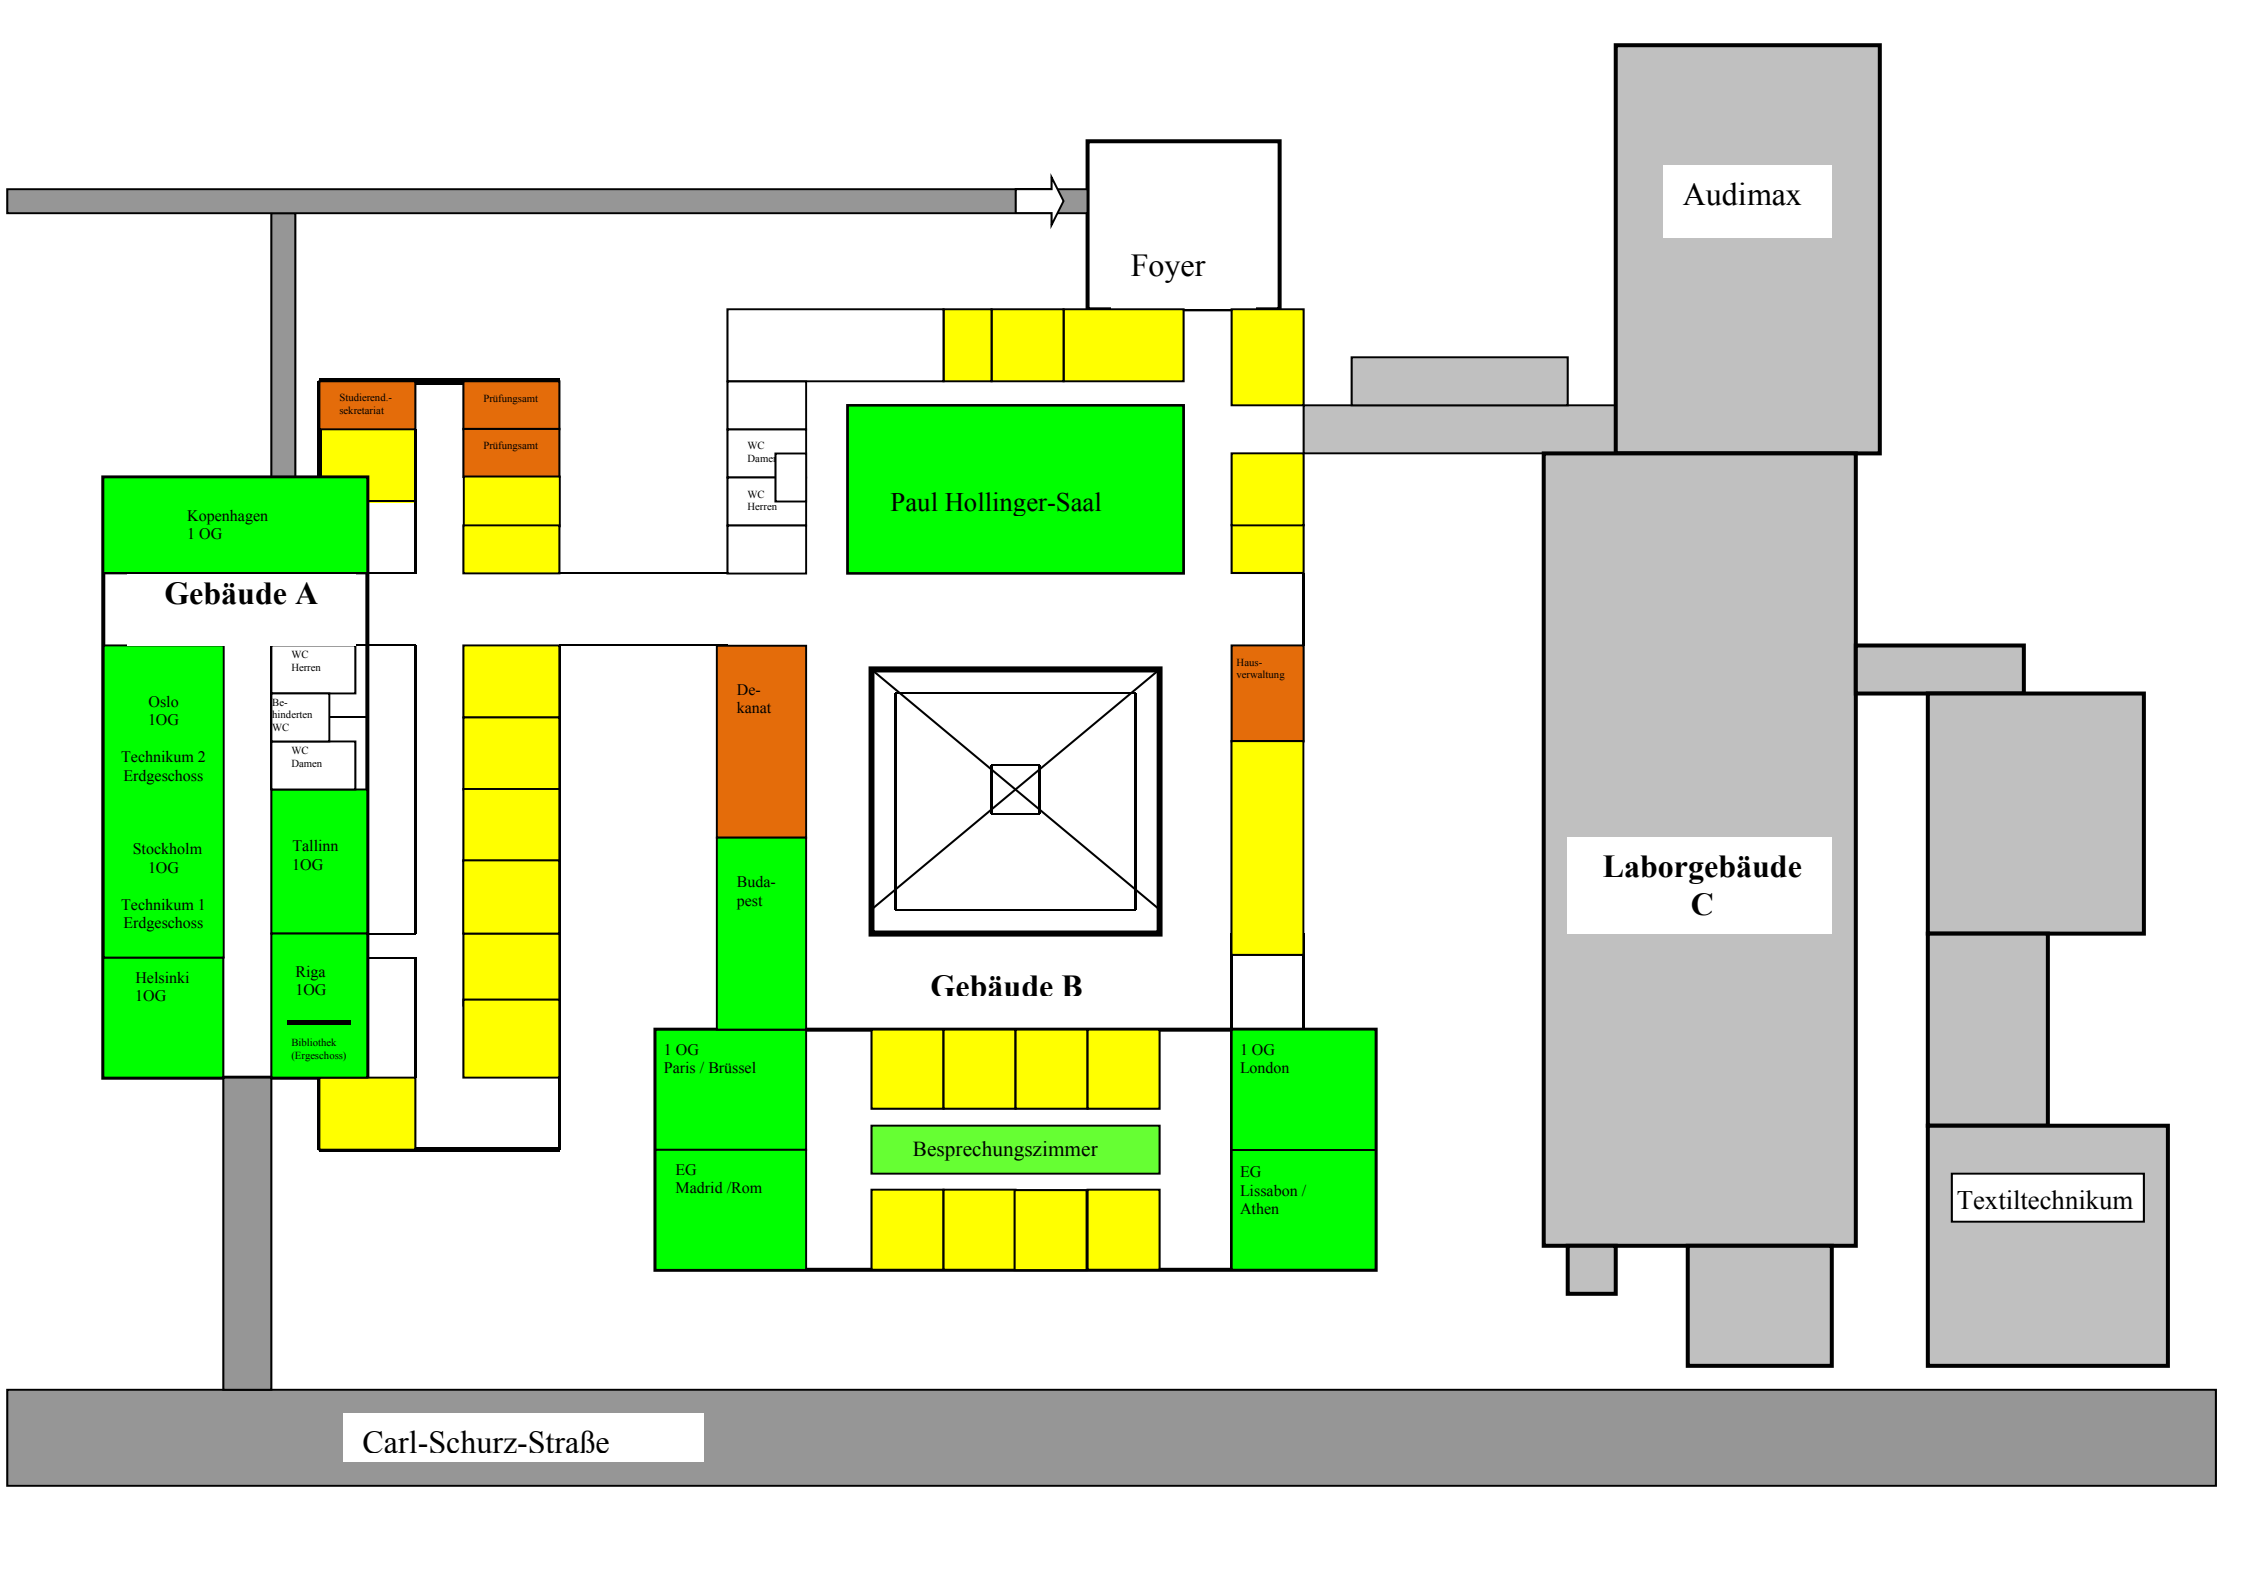 Audimax
Foyer
Studierend.-
sekretariat
Prüfungsamt
Prüfungsamt
WC
Damen
WC
Herren
Paul Hollinger-Saal
Kopenhagen
1 OG
Gebäude A
WC
Herren
Be-
hinderten
WC
WC
Damen
Oslo
1OG
Technikum 2
Erdgeschoss
Stockholm
1OG
Technikum 1
Erdgeschoss
Tallinn
1OG
Helsinki
1OG
Riga
1OG
Bibliothek
(Ergeschoss)
De-
kanat
Haus-
verwaltung
Buda-
pest
Gebäude B
Laborgebäude
C
1 OG
Paris / Brüssel
1 OG
London
Besprechungszimmer
EG
Madrid /Rom
EG
Lissabon /
Athen
Textiltechnikum
Carl-Schurz-Straße